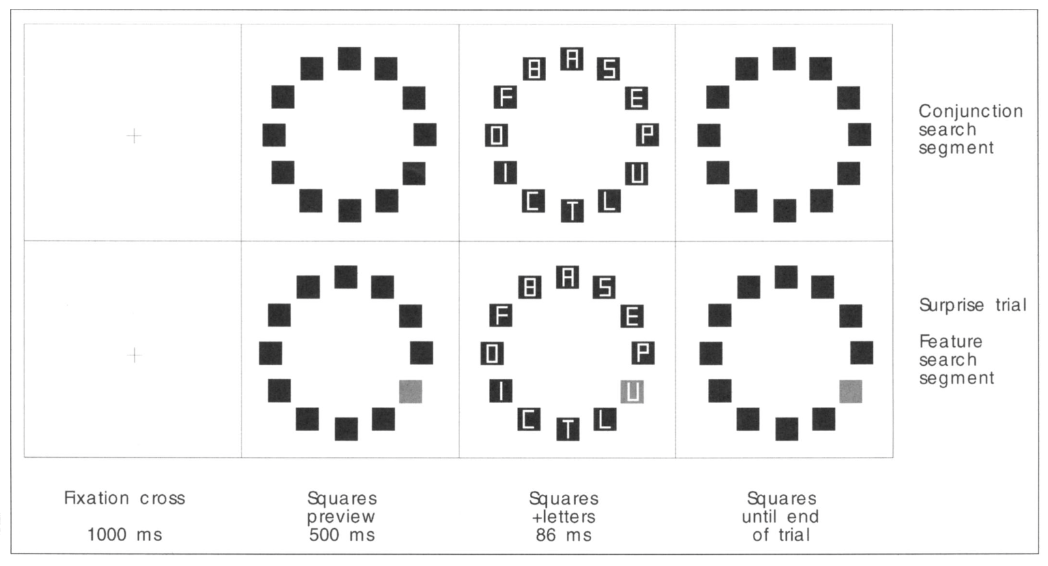 A
B S
F E
O P
I U
C L
T
Conjunction
search
segment
A
B S
F E
O P
I U
C L
T
Surprise trial
Feature
search
segment
Fixation cross
1000 ms
Squares
preview
500 ms
Squares
+letters
86 ms
Squares
until end
of trial